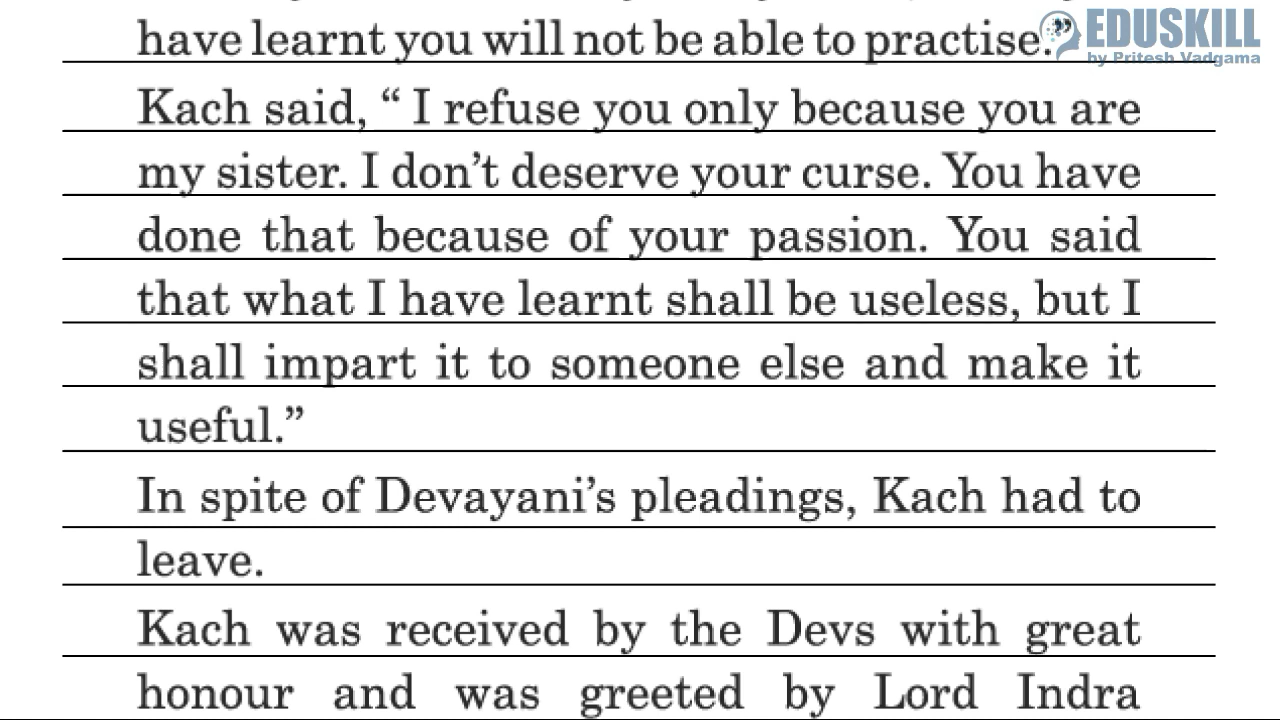 have learnt you will not be able to practise.”
EDUSKILL
by Pritesh Vadgama
Kach said, “ I refuse you only because you are
my sister. I don’t deserve your curse. You have
done that because of your passion. You said
that what I have learnt shall be useless, but I
shall impart it to someone else and make it
useful.”
In spite of Devayani’s pleadings, Kach had to
leave.
Kach was received by the Devs with great
honour and was greeted by Lord Indra